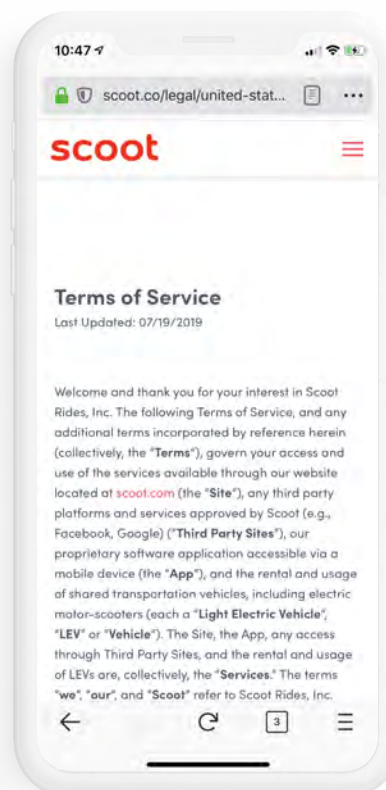 10:47
scoot.co/legal/united-stat...
scoot
Terms of Service
Last Updated: 07/19/2019
Welcome and thank you for your interest in Scoot
Rides, Inc. The following Terms of Service, and any
additional terms incorporated by reference herein
(collectively, the "Terms"), govern your access and
use of the services available through our website
located at scoot.com (the "Site"), any third party
platforms and services approved by Scoot (e.g.,
Facebook, Google) ("Third Party Sites"), our
proprietary software application accessible via a
mobile device (the "App"), and the rental and usage
of shared transportation vehicles, including electric
motor-scooters (each a "Light Electric Vehicle",
"LEV" or "Vehicle"). The Site, the App, any access
through Third Party Sites, and the rental and usage
of LEVs are, collectively, the "Services." The terms
"we", "our", and "Scoot" refer to Scoot Rides, Inc.
3